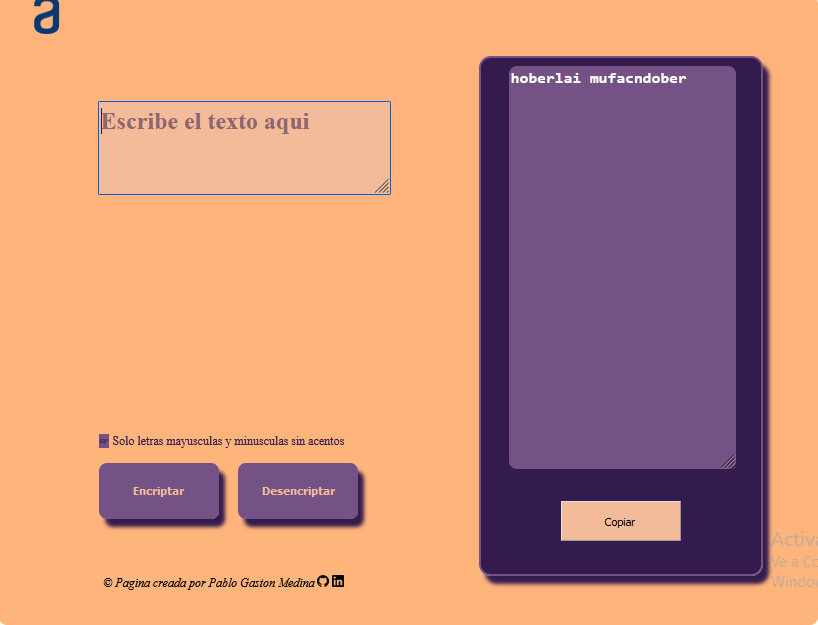 a
Escribe el texto aqui
hoberlai mufacndober
Solo letras mayusculas y minusculas sin acentos
Encriptar
Desencriptar
Copiar
© Pagina creada por Pablo Gaston Medina
in
Activa
Ve a Co
Window